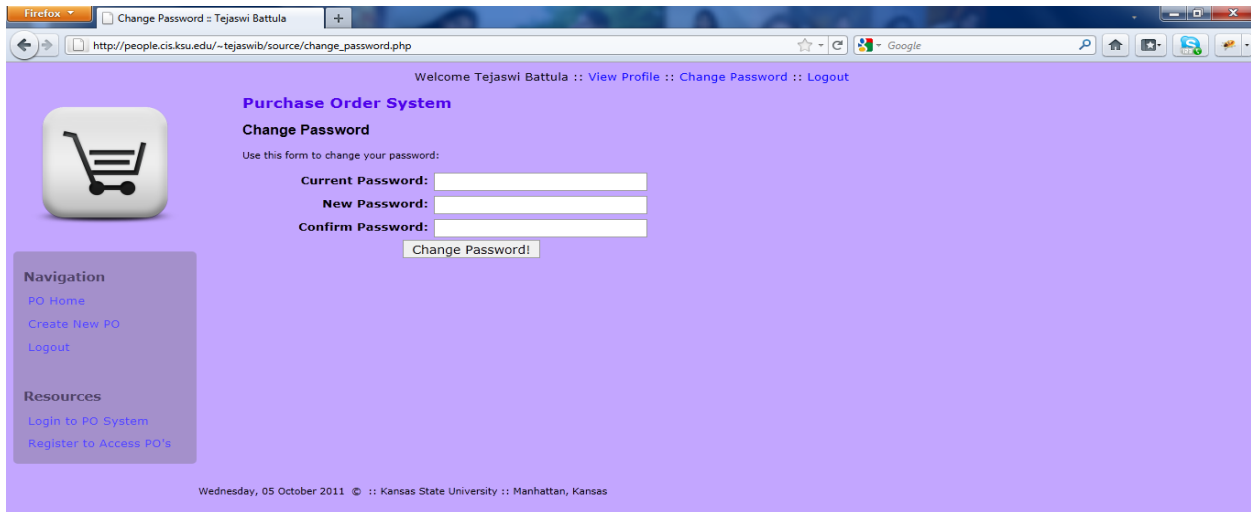 Firefox
Change Password :: Tejaswi Battula
http://people.cis.ksu.edu/~tejaswib/source/change_password.php
Google
Welcome Tejaswi Battula :: View Profile :: Change Password :: Logout
Purchase Order System
Change Password
Use this form to change your password:
Current Password:
New Password:
Confirm Password:
Change Password!
Navigation
PO Home
Create New PO
Logout
Resources
Login to PO System
Register to Access PO's
Wednesday, 05 October 2011 © :: Kansas State University :: Manhattan, Kansas